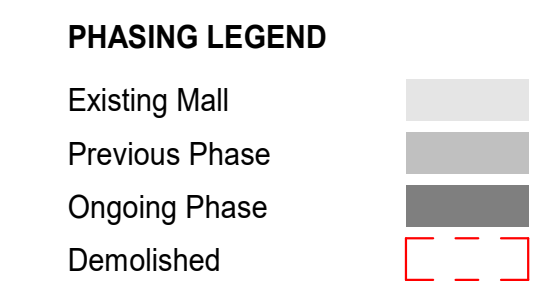 PHASING LEGEND
Existing Mall
Previous Phase
Ongoing Phase
Demolished